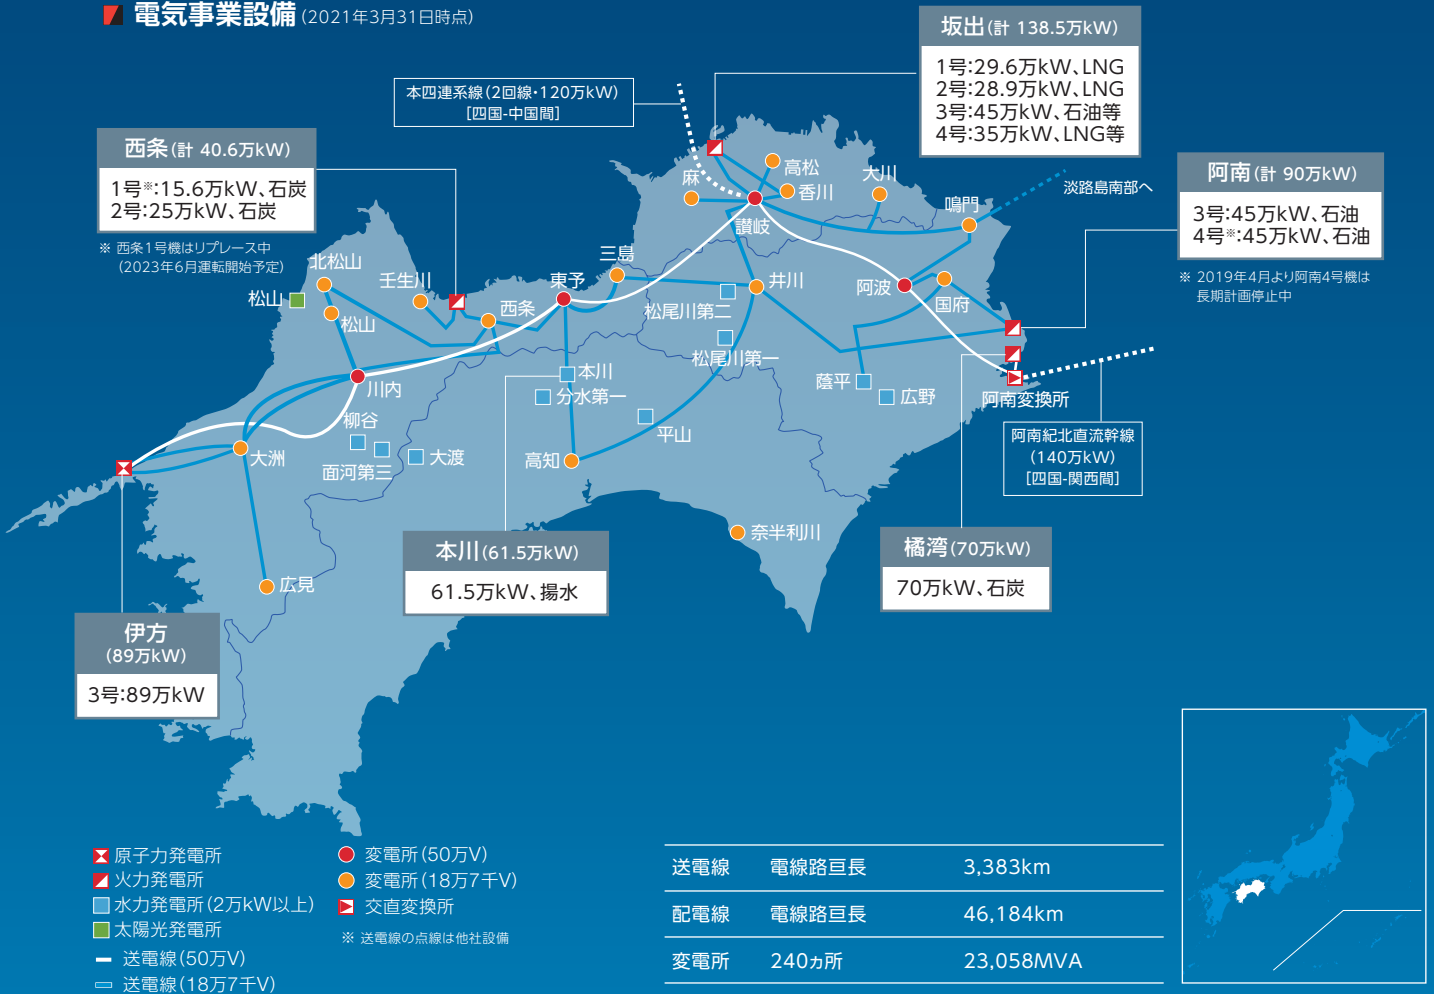 電気事業設備(2021年3月31日時点)
坂出(計 138.5万kW)
1号:29.6万kW、LNG
2号:28.9万kW、LNG
3号:45万kW、石油等
4号:35万kW、LNG等
本四連系線(2回線・120万kW)
[四国-中国間]
西条(計 40.6万kW)
1号※:15.6万kW、石炭
2号:25万kW、石炭
※ 西条1号機はリプレース中
(2023年6月運転開始予定)
阿南(計 90万kW)
3号:45万kW、石油
4号※:45万kW、石油
※ 2019年4月より阿南4号機は
長期計画停止中
淡路島南部へ
高松
麻
香川
大川
讃岐
鳴門
三島
北松山
壬生川
東予
井川
阿波
国府
松山
松山
西条
松尾川第二
松尾川第一
川内
本川
分水第一
蔭平
広野
阿南変換所
柳谷
平山
大洲
面河第三
大渡
高知
阿南紀北直流幹線
(140万kW)
[四国-関西間]
奈半利川
広見
本川(61.5万kW)
61.5万kW、揚水
橘湾(70万kW)
70万kW、石炭
伊方
(89万kW)
3号:89万kW
原子力発電所
火力発電所
水力発電所(2万kW以上)
太陽光発電所
送電線(50万V)
送電線(18万7千V)
変電所(50万V)
変電所(18万7千V)
交直変換所
※ 送電線の点線は他社設備
送電線 電線路亘長 3,383km
配電線 電線路亘長 46,184km
変電所 240ヵ所 23,058MVA